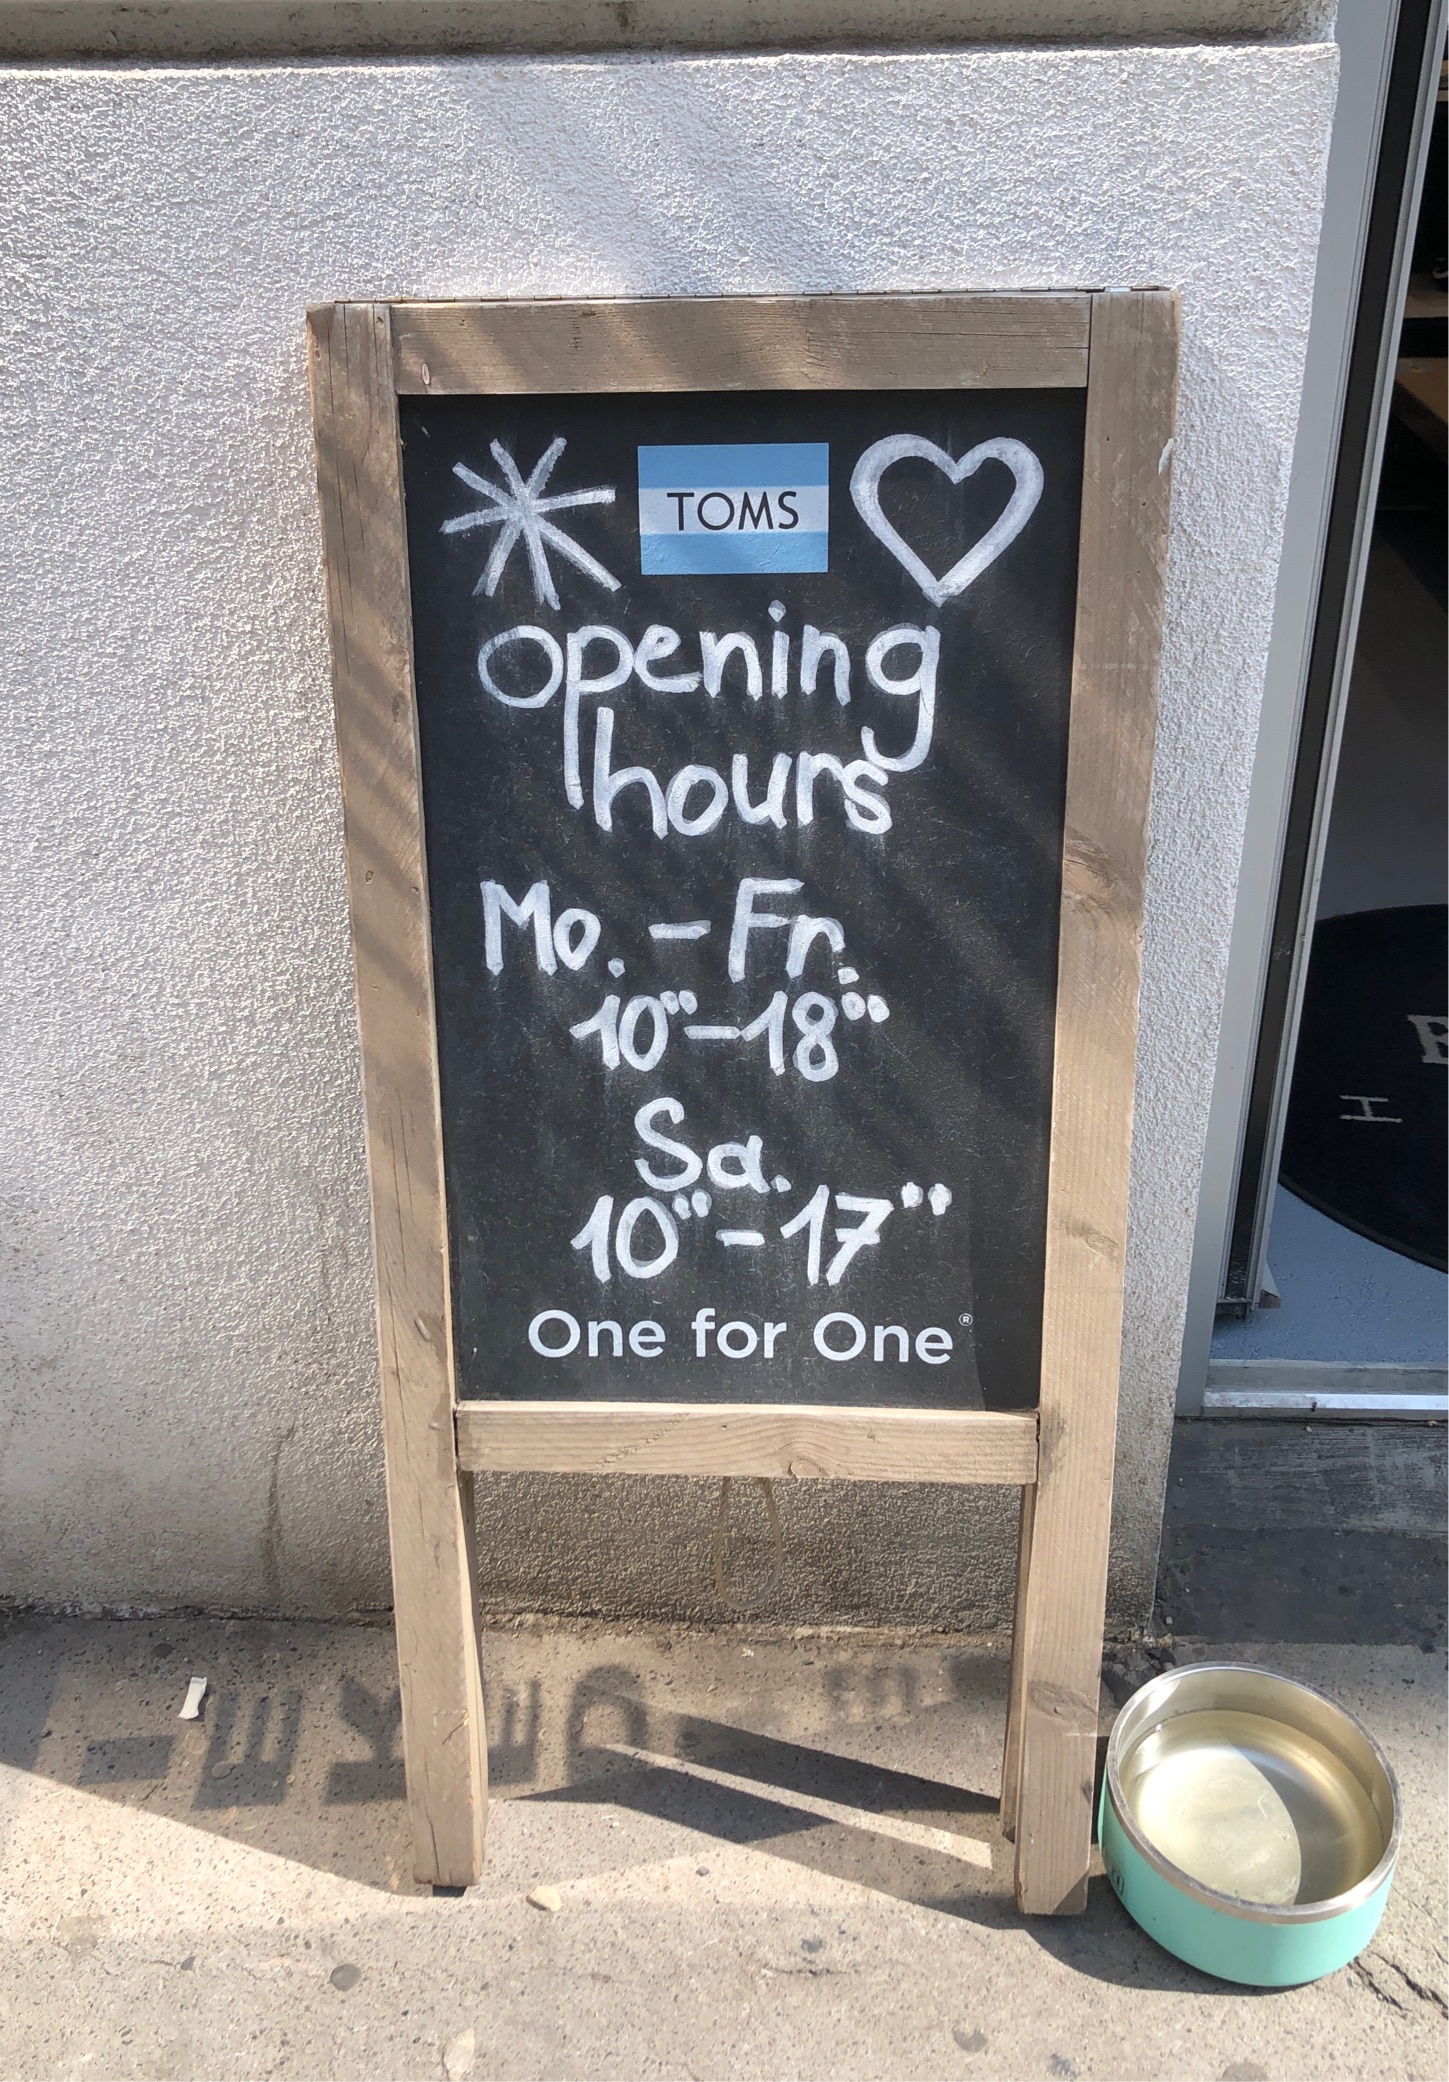 TOMS
opening
hours
Mo. - Fr.
10°° - 18°°
Sa.
10°° - 17°°
One for One®